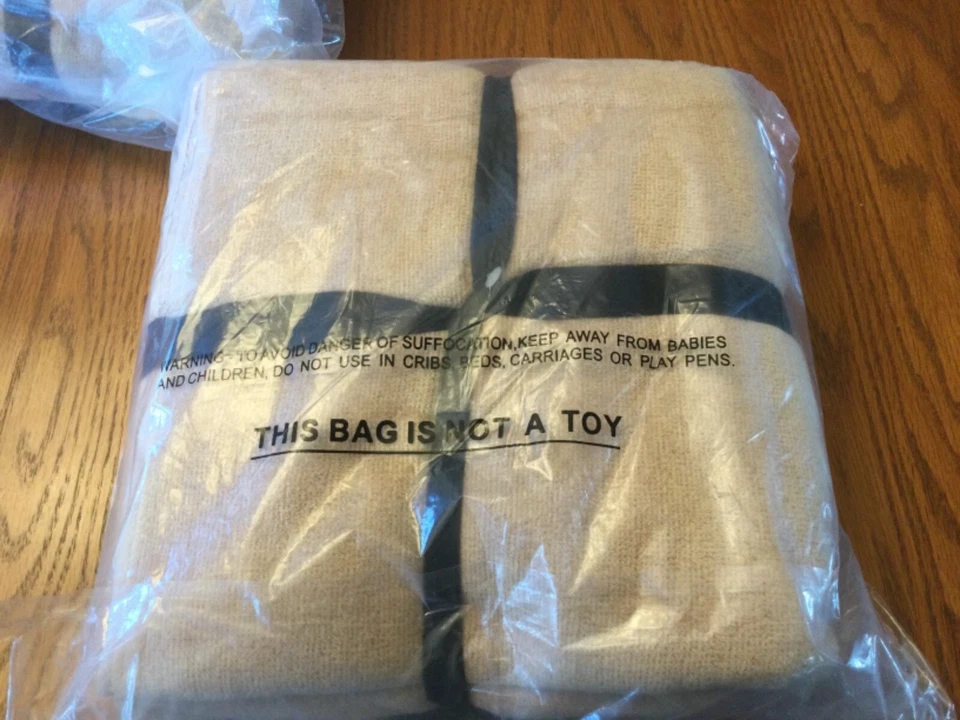 WARNING- TO AVOID DANGER OF SUFFOCATION,KEEP AWAY FROM BABIES
AND CHILDREN, DO NOT USE IN CRIBS, BEDS, CARRIAGES OR PLAY PENS.
THIS BAG IS NOT A TOY